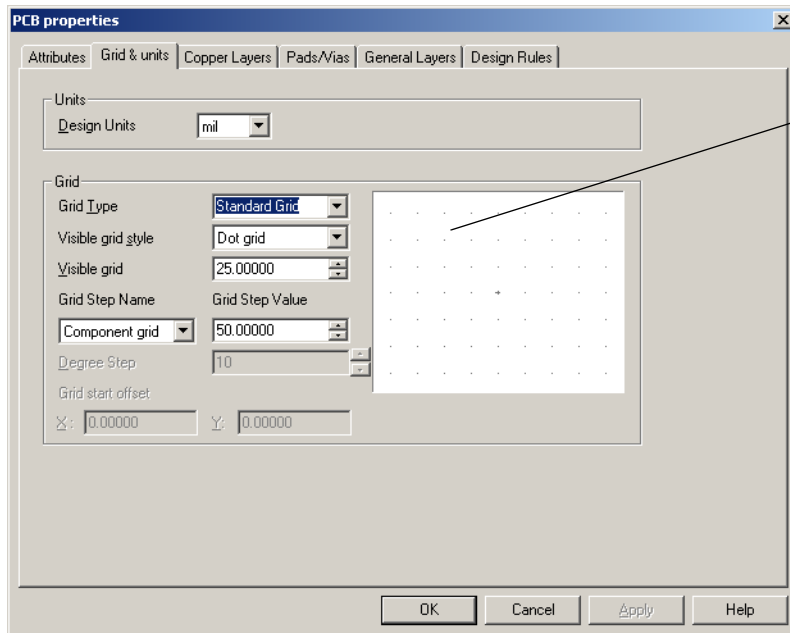 PCB properties
Attributes Grid & units Copper Layers Pads/Vias General Layers Design Rules
Units
Design Units mil
Grid
Grid Type Standard Grid
Visible grid style Dot grid
Visible grid 25.00000
Grid Step Name Grid Step Value
Component grid 50.00000
Degree Step 10
Grid start offset
X: 0.00000 Y: 0.00000
OK Cancel Apply Help